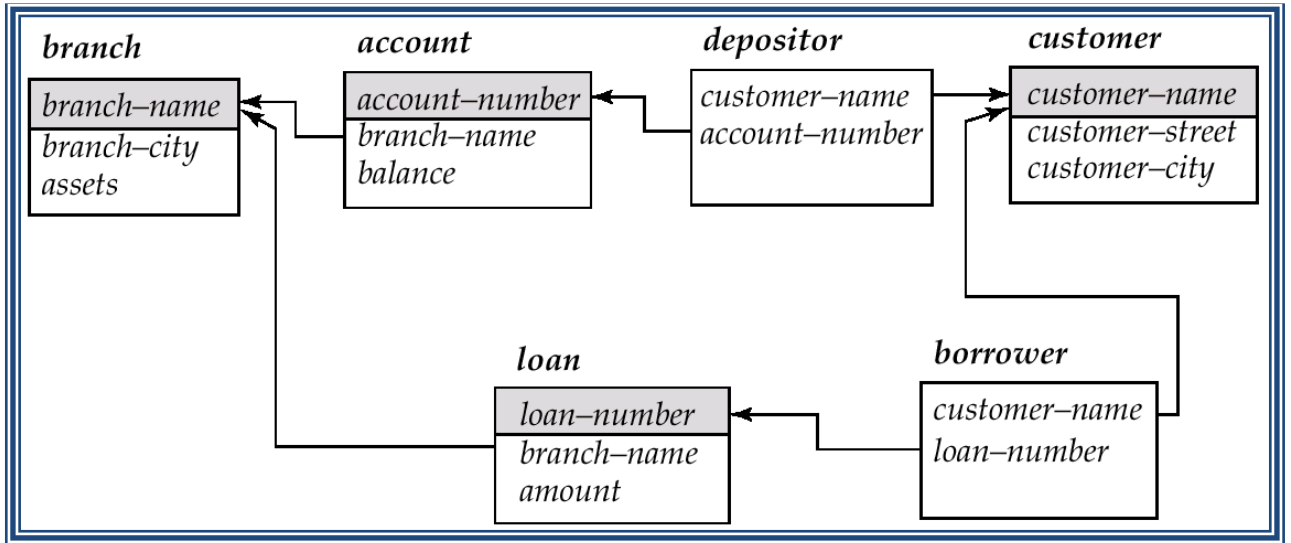 branch
branch–name
branch–city
assets
account
account–number
branch–name
balance
depositor
customer–name
account–number
customer
customer–name
customer–street
customer–city
loan
loan–number
branch–name
amount
borrower
customer–name
loan–number